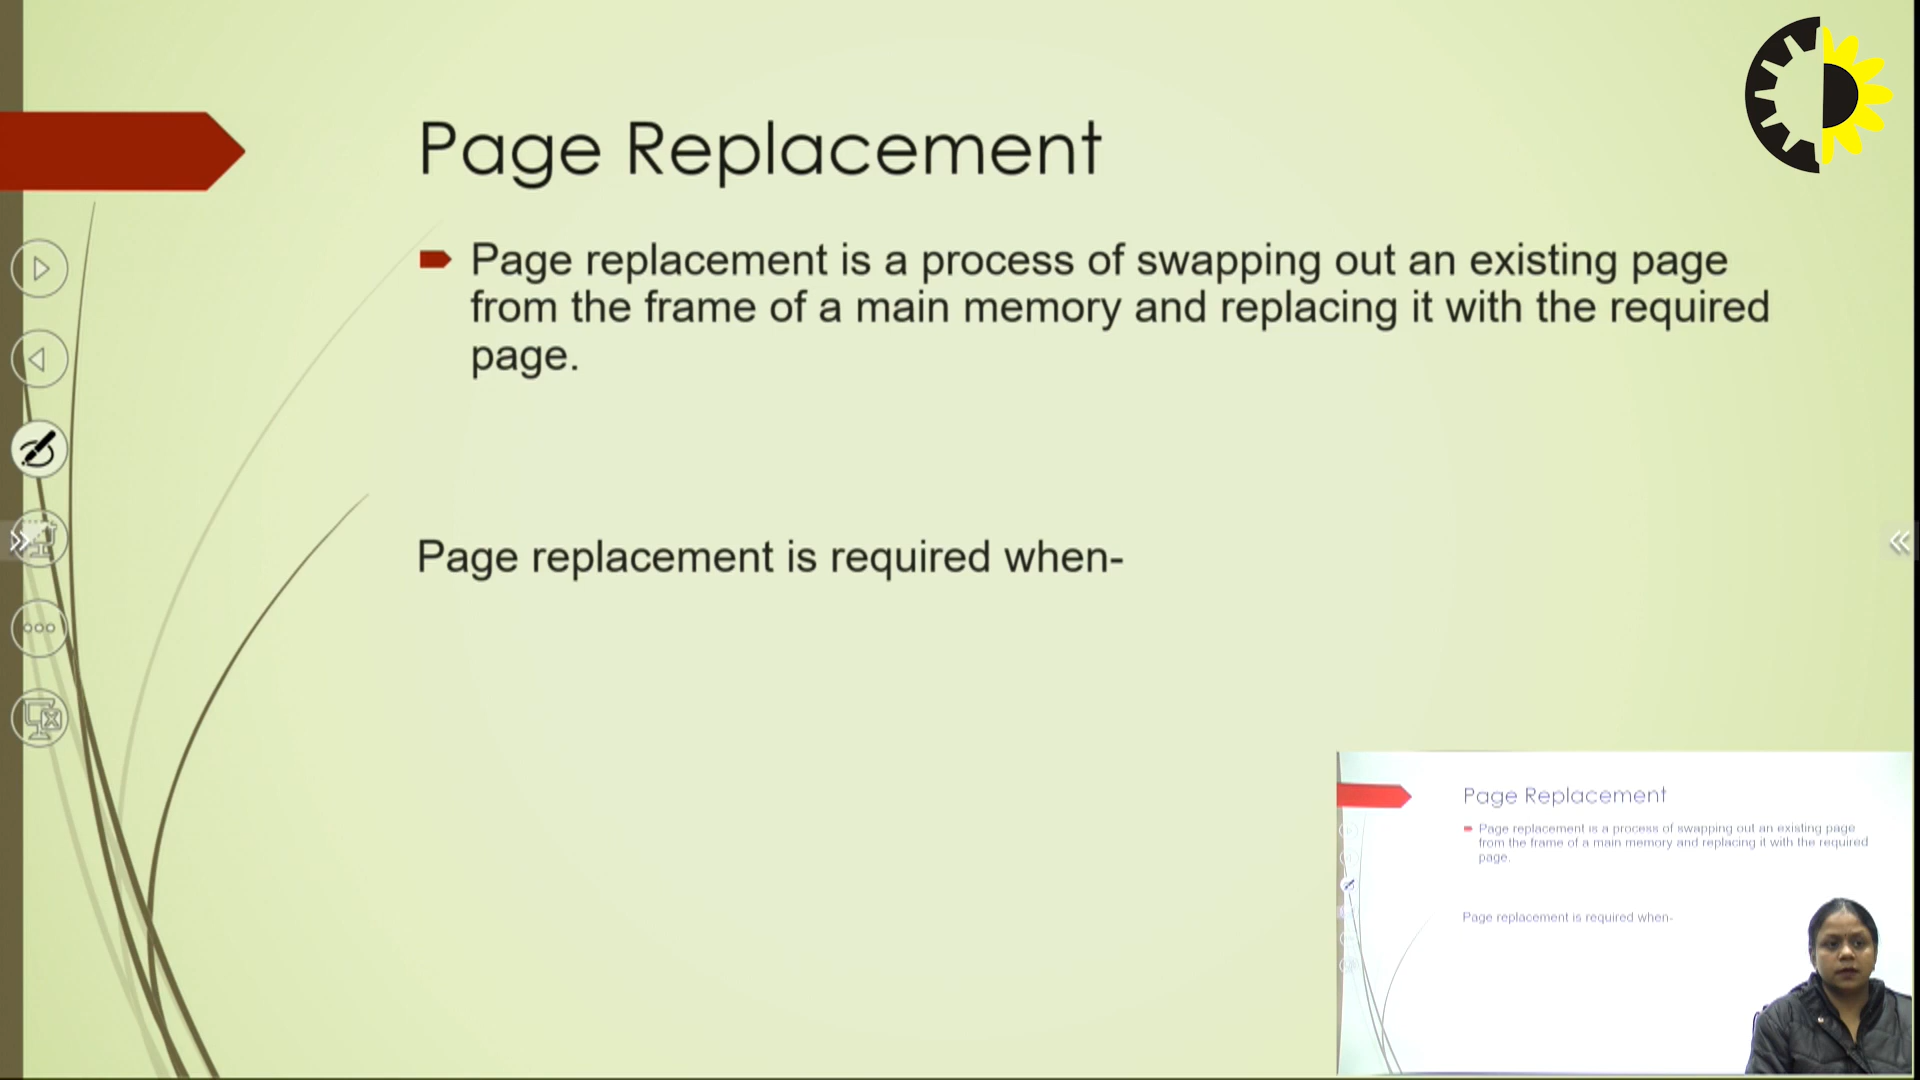 Page Replacement
Page replacement is a process of swapping out an existing page
from the frame of a main memory and replacing it with the required
page.
Page replacement is required when-
Page Replacement
Page replacement is a process of swapping out an existing page
from the frame of a main memory and replacing it with the required
page.
Page replacement is required when-